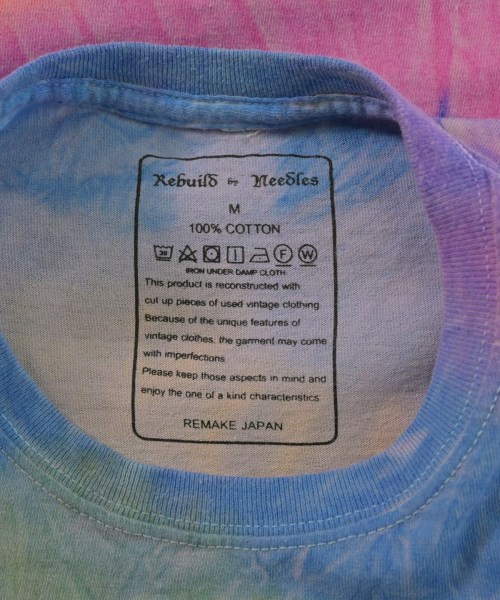 Rebuild by Needles
M
100% COTTON
30 F W
IRON UNDER DAMP CLOTH
This product is reconstructed with
cut up pieces of used vintage clothing.
Because of the unique features of
vintage clothes, the garment may come
with imperfections.
Please keep those aspects in mind and
enjoy the one of a kind characteristics.
REMAKE JAPAN